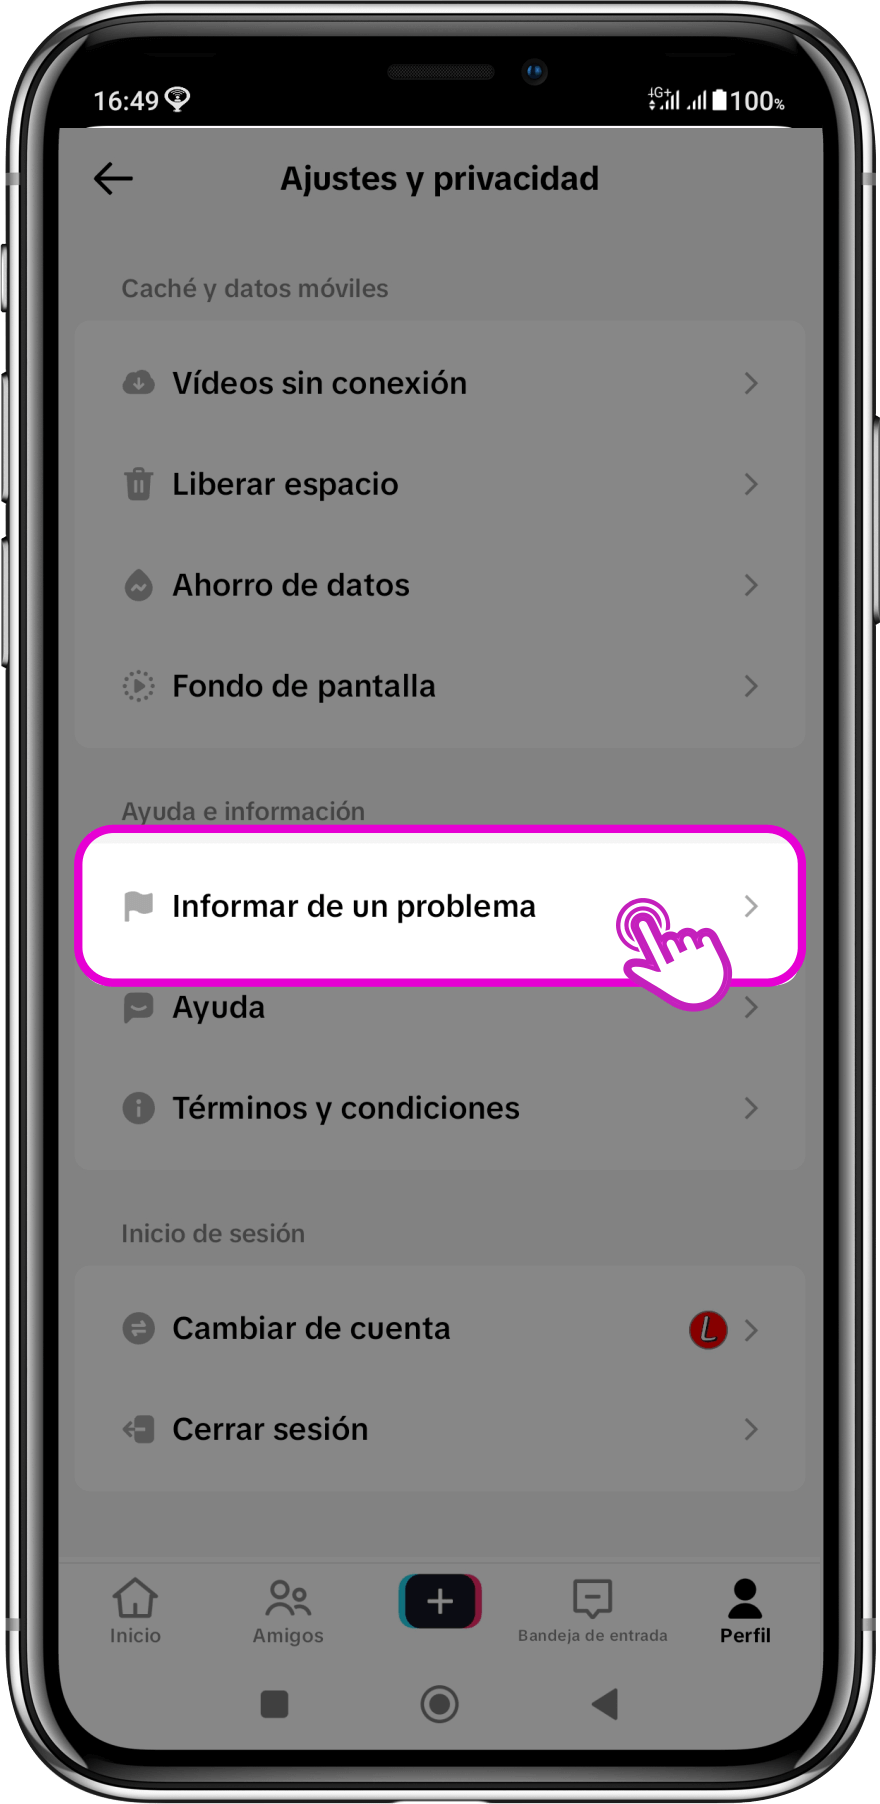 16:49
4G+ 100%
Ajustes y privacidad
Caché y datos móviles
Vídeos sin conexión
Liberar espacio
Ahorro de datos
Fondo de pantalla
Ayuda e información
Informar de un problema
Ayuda
Términos y condiciones
Inicio de sesión
Cambiar de cuenta
L
Cerrar sesión
Inicio
Amigos
Bandeja de entrada
Perfil